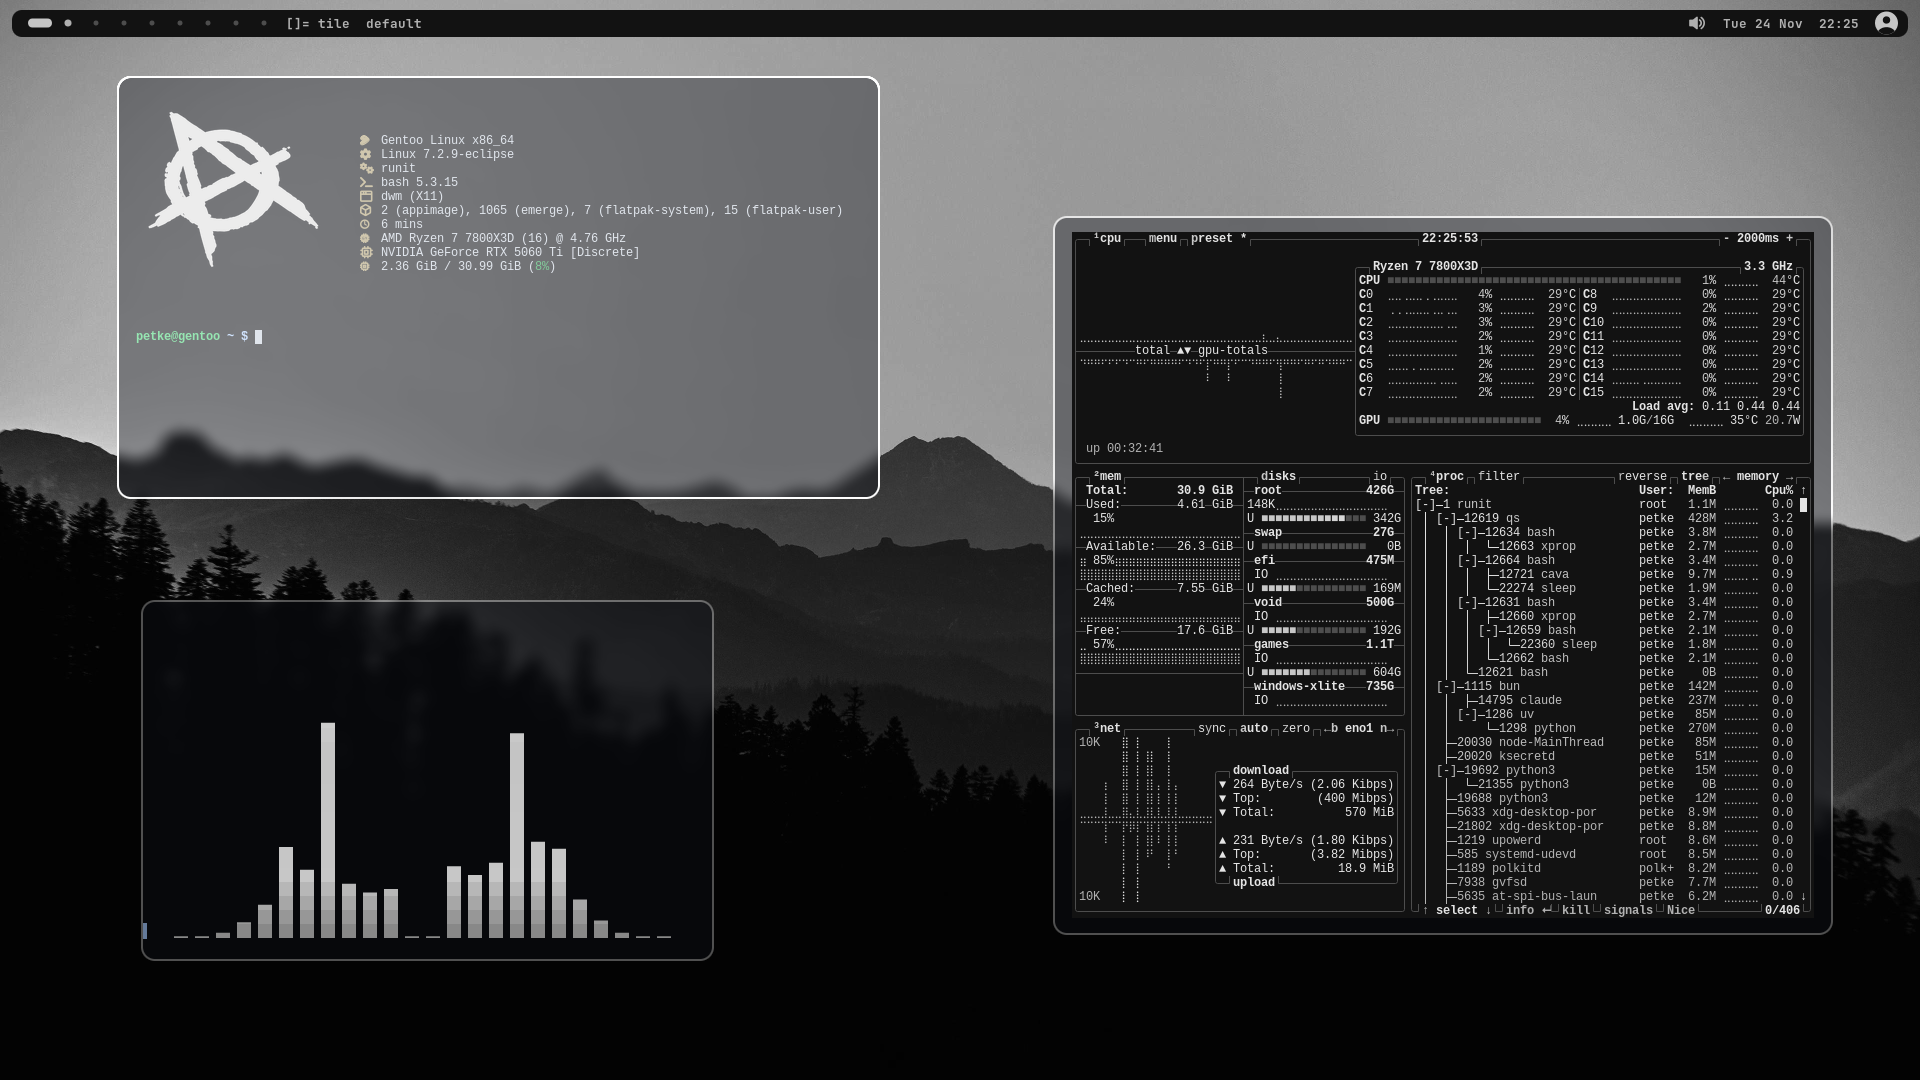 []= tile default
Tue 24 Nov 22:25
Gentoo Linux x86_64
Linux 7.2.9-eclipse
runit
bash 5.3.15
dwm (X11)
2 (appimage), 1065 (emerge), 7 (flatpak-system), 15 (flatpak-user)
6 mins
AMD Ryzen 7 7800X3D (16) @ 4.76 GHz
NVIDIA GeForce RTX 5060 Ti [Discrete]
2.36 GiB / 30.99 GiB (8%)
petke@gentoo ~ $
¹cpu menu preset * 22:25:53 - 2000ms +
Ryzen 7 7800X3D 3.3 GHz
CPU 1% 44°C
C0 4% 29°C C8 0% 29°C
C1 3% 29°C C9 2% 29°C
C2 3% 29°C C10 0% 29°C
C3 2% 29°C C11 0% 29°C
total ▲▼ gpu-totals
C4 1% 29°C C12 0% 29°C
C5 2% 29°C C13 0% 29°C
C6 2% 29°C C14 0% 29°C
C7 2% 29°C C15 0% 29°C
Load avg: 0.11 0.44 0.44
GPU 4% 1.0G/16G 35°C 20.7W
up 00:32:41
²mem
Total: 30.9 GiB
Used: 4.61 GiB
15%
Available: 26.3 GiB
85%
Cached: 7.55 GiB
24%
Free: 17.6 GiB
57%
disks io
root 426G
148K
U 342G
swap 27G
U 0B
efi 475M
IO
U 169M
void 500G
IO
U 192G
games 1.1T
IO
U 604G
windows-xlite 735G
IO
³net sync auto zero ←b eno1 n→
10K
download
▼ 264 Byte/s (2.06 Kibps)
▼ Top: (400 Mibps)
▼ Total: 570 MiB
▲ 231 Byte/s (1.80 Kibps)
▲ Top: (3.82 Mibps)
▲ Total: 18.9 MiB
upload
10K
⁴proc filter reverse tree ← memory →
Tree: User: MemB Cpu% ↑
[-]-1 runit root 1.1M 0.0
[-]-12619 qs petke 428M 3.2
[-]-12634 bash petke 3.8M 0.0
12663 xprop petke 2.7M 0.0
[-]-12664 bash petke 3.4M 0.0
12721 cava petke 9.7M 0.9
22274 sleep petke 1.9M 0.0
[-]-12631 bash petke 3.4M 0.0
12660 xprop petke 2.7M 0.0
[-]-12659 bash petke 2.1M 0.0
22360 sleep petke 1.8M 0.0
12662 bash petke 2.1M 0.0
12621 bash petke 0B 0.0
[-]-1115 bun petke 142M 0.0
14795 claude petke 237M 0.0
[-]-1286 uv petke 85M 0.0
1298 python petke 270M 0.0
20030 node-MainThread petke 85M 0.0
20020 ksecretd petke 51M 0.0
[-]-19692 python3 petke 15M 0.0
21355 python3 petke 0B 0.0
19688 python3 petke 12M 0.0
5633 xdg-desktop-por petke 8.9M 0.0
21802 xdg-desktop-por petke 8.8M 0.0
1219 upowerd root 8.6M 0.0
585 systemd-udevd root 8.5M 0.0
1189 polkitd polk+ 8.2M 0.0
7938 gvfsd petke 7.7M 0.0
5635 at-spi-bus-laun petke 6.2M 0.0 ↓
↑ select ↓ info ↵ kill signals Nice 0/406